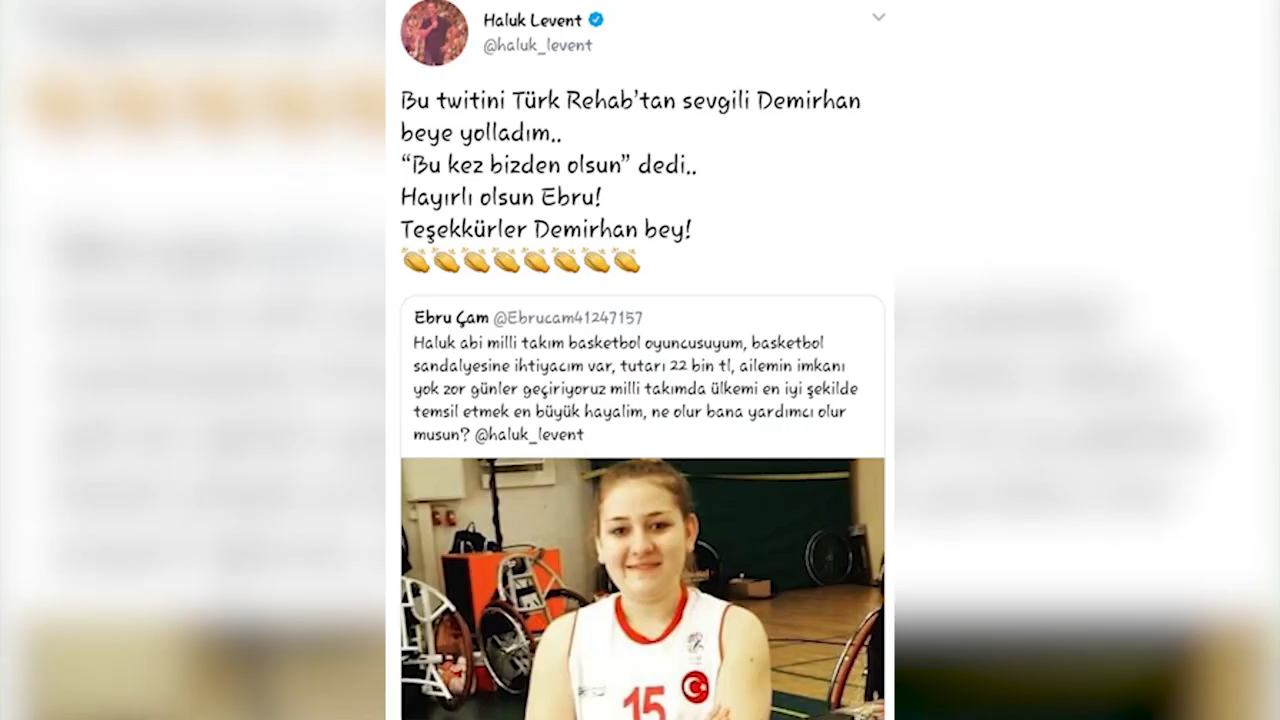 Haluk Levent
@haluk_levent
Bu twitini Türk Rehab'tan sevgili Demirhan
beye yolladım..
“Bu kez bizden olsun” dedi..
Hayırlı olsun Ebru!
Teşekkürler Demirhan bey!
👏👏👏👏👏👏👏👏
Ebru Çam @Ebrucam41247157
Haluk abi milli takım basketbol oyuncusuyum, basketbol
sandalyesine ihtiyacım var, tutarı 22 bin tl, ailemin imkanı
yok zor günler geçiriyoruz milli takımda ülkemi en iyi şekilde
temsil etmek en büyük hayalim, ne olur bana yardımcı olur
musun? @haluk_levent
15